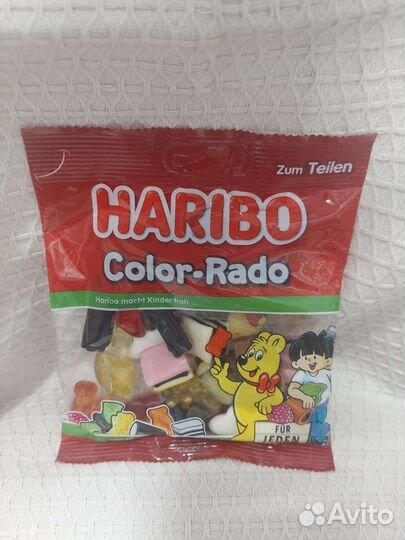 Zum Teilen
HARIBO
Color-Rado
Haribo macht Kinder froh ...
FÜR
JEDEN
Avito